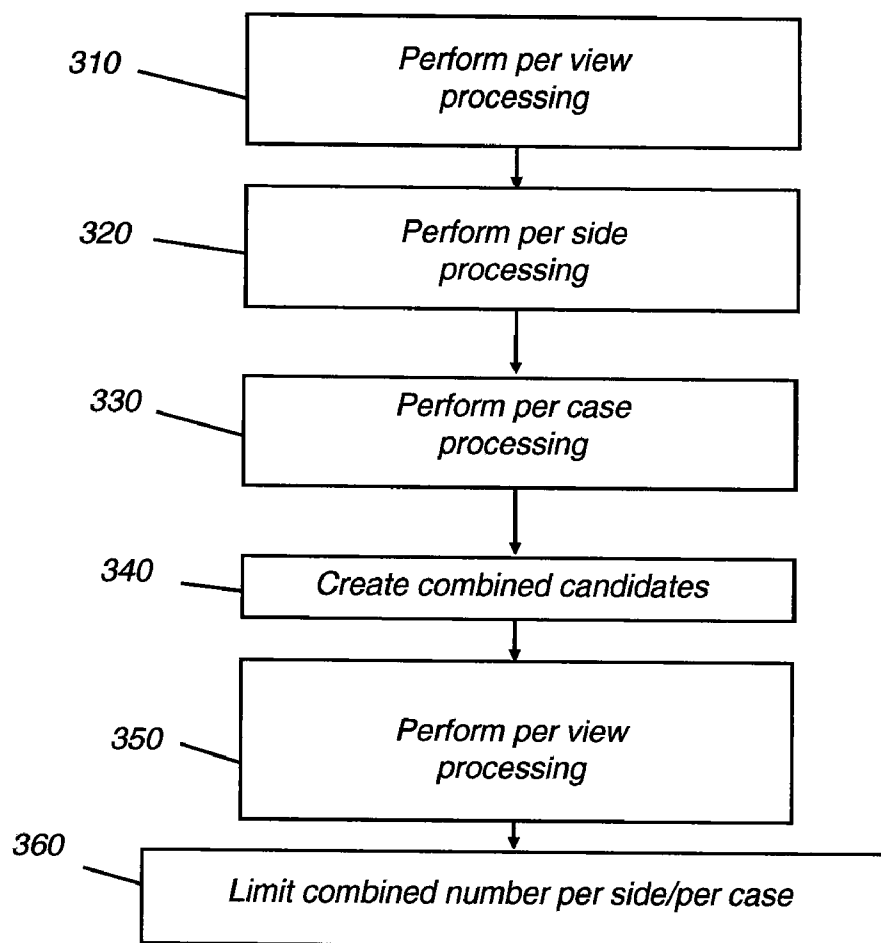 310
Perform per view
processing
320
Perform per side
processing
330
Perform per case
processing
340
Create combined candidates
350
Perform per view
processing
360
Limit combined number per side/per case